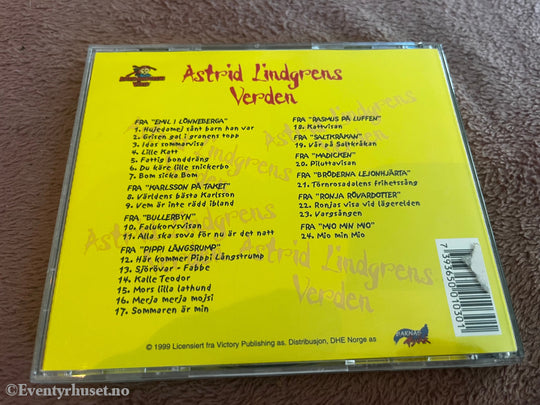 Astrid Lindgrens
Verden
FRA "EMIL I LÖNNEBERGA"
1. Hujedamej sånt barn han var
2. Grisen gal i granens topp
3. Idas sommarvisa
4. Lille Katt
5. Fattig bonddräng
6. Du käre lille snickerbo
7. Bom sicka Bom
FRA "KARLSSON PÅ TAKET"
8. Världens bästa Karlsson
9. Vem är inte rädd ibland
FRA "BULLERBYN"
10. Falukorvsvisan
11. Alla ska sova för nu är det natt
FRA "PIPPI LÅNGSRUMP"
12. Här kommer Pippi Långstrump
13. Sjörövar - Fabbe
14. Kalle Teodor
15. Mors lilla lathund
16. Merja merja mojsi
17. Sommaren är min
FRA "RASMUS PÅ LUFFEN"
18. Kattvisan
FRA "SALTKRÅKAN"
19. Vår på Saltkråkan
FRA "MADICKEN"
20. Piluttavisan
FRA "BRÖDERNA LEJONHJÄRTA"
21. Törnrosadalens frihetssång
FRA "RONJA RÖVARDOTTER"
22. Ronjas visa vid lägerelden
23. Vargsången
FRA "MIO MIN MIO"
24. Mio min Mio
Astrid Lindgrens
Verden
7 393650 010301
© 1999 Licensiert fra Victory Publishing as. Distribusjon, DHE Norge as
©Eventyrhuset.no